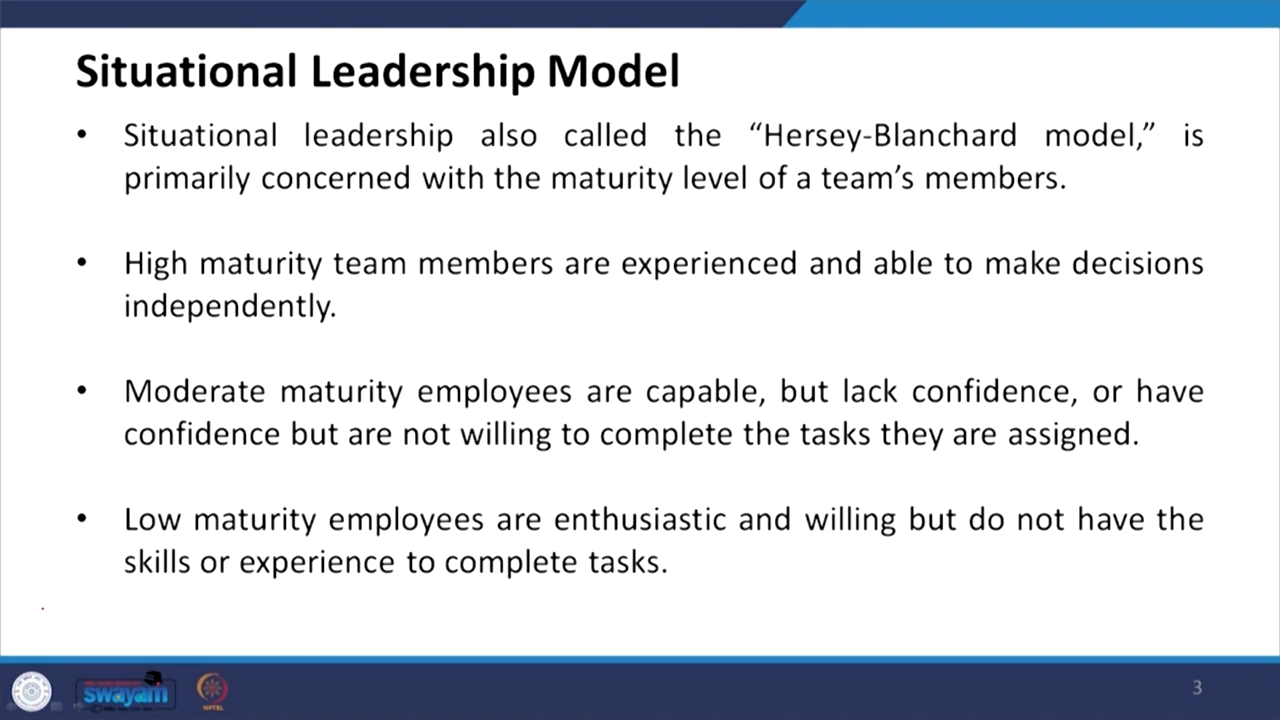 Situational Leadership Model
• Situational leadership also called the “Hersey-Blanchard model,” is
primarily concerned with the maturity level of a team’s members.
• High maturity team members are experienced and able to make decisions
independently.
• Moderate maturity employees are capable, but lack confidence, or have
confidence but are not willing to complete the tasks they are assigned.
• Low maturity employees are enthusiastic and willing but do not have the
skills or experience to complete tasks.
swayam
NPTEL
3